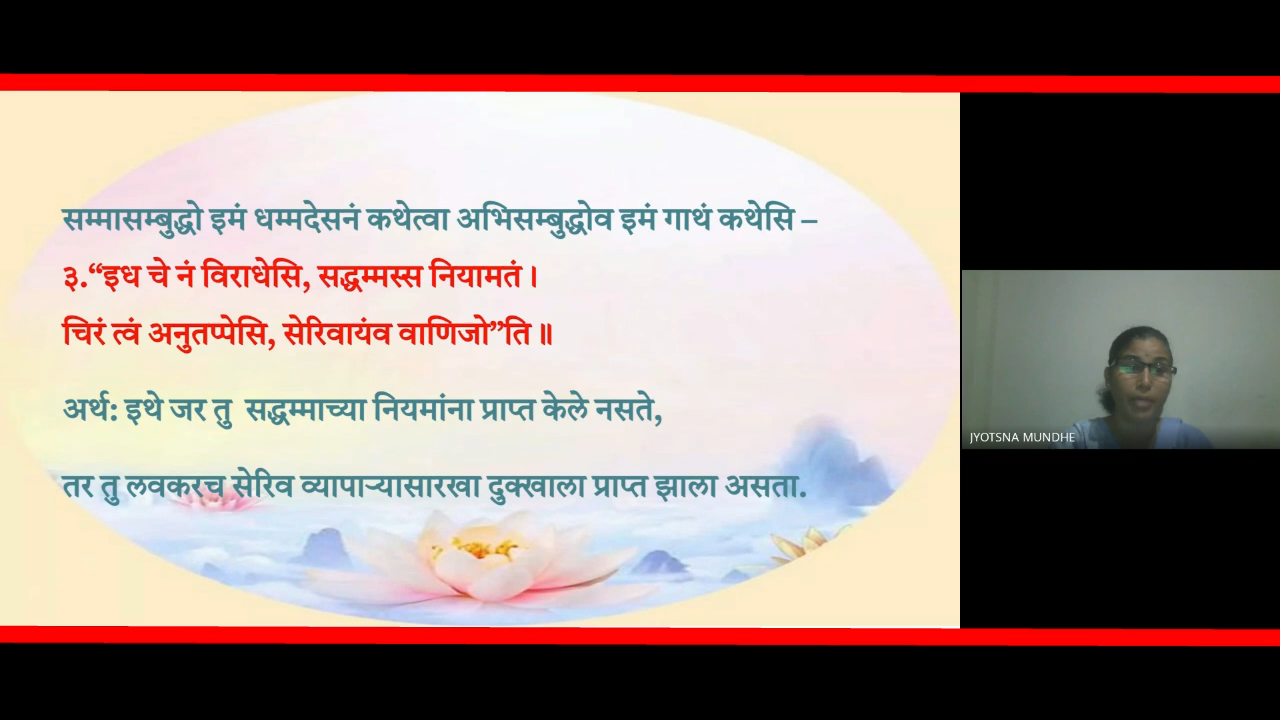 सम्मासम्बुद्धो इमं धम्मदेसनं कथेत्वा अभिसम्बुद्धोव इमं गाथं कथेसि –
३.“इध चे नं विराधेसि, सद्धम्मस्स नियामतं ।
चिरं त्वं अनुतप्पेसि, सेरिवायंव वाणिजो”ति ॥
अर्थ: इथे जर तु सद्धम्माच्या नियमांना प्राप्त केले नसते,
तर तु लवकरच सेरिव व्यापाऱ्यासारखा दुक्खाला प्राप्त झाला असता.
JYOTSNA MUNDHE